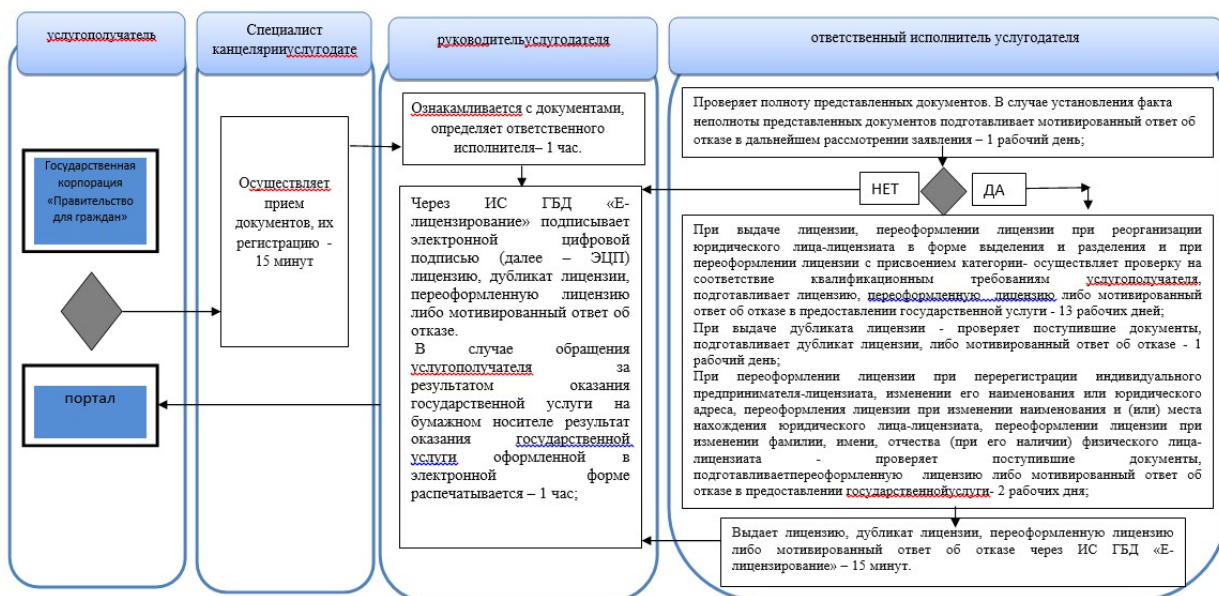 услугополучатель
Специалист
канцелярииуслугодате
руководительуслугодателя
ответственный исполнитель услугодателя
Государственная
корпорация
«Правительство
для граждан»
портал
Осуществляет
прием
документов, их
регистрацию -
15 минут
Ознакамливается с документами,
определяет ответственного
исполнителя– 1 час.
Через ИС ГБД «Е-
лицензирование» подписывает
электронной цифровой
подписью (далее – ЭЦП)
лицензию, дубликат лицензии,
переоформленную лицензию
либо мотивированный ответ об
отказе.
В случае обращения
услугополучателя за
результатом оказания
государственной услуги на
бумажном носителе результат
оказания государственной
услуги оформленной в
электронной форме
распечатывается – 1 час;
Проверяет полноту представленных документов. В случае установления факта
неполноты представленных документов подготавливает мотивированный ответ об
отказе в дальнейшем рассмотрении заявления – 1 рабочий день;
НЕТ
ДА
При выдаче лицензии, переоформлении лицензии при реорганизации
юридического лица-лицензиата в форме выделения и разделения и при
переоформлении лицензии с присвоением категории- осуществляет проверку на
соответствие квалификационным требованиям услугополучателя,
подготавливает лицензию, переоформленную лицензию либо мотивированный
ответ об отказе в предоставлении государственной услуги - 13 рабочих дней;
При выдаче дубликата лицензии - проверяет поступившие документы,
подготавливает дубликат лицензии, либо мотивированный ответ об отказе - 1
рабочий день;
При переоформлении лицензии при перерегистрации индивидуального
предпринимателя-лицензиата, изменении его наименования или юридического
адреса, переоформления лицензии при изменении наименования и (или) места
нахождения юридического лица-лицензиата, переоформлении лицензии при
изменении фамилии, имени, отчества (при его наличии) физического лица-
лицензиата - проверяет поступившие документы,
подготавливаетпереоформленную лицензию либо мотивированный ответ об
отказе в предоставлении государственнойуслуги- 2 рабочих дня;
Выдает лицензию, дубликат лицензии, переоформленную лицензию
либо мотивированный ответ об отказе через ИС ГБД «Е-
лицензирование» – 15 минут.